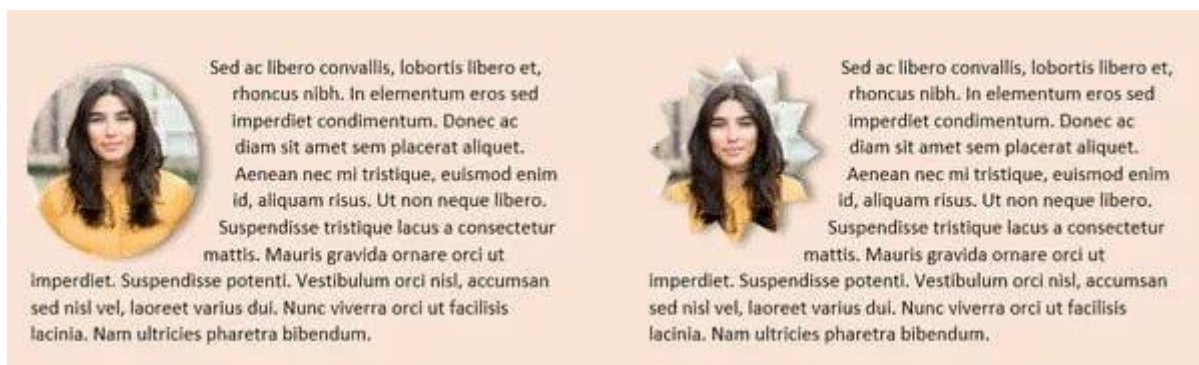 Sed ac libero convallis, lobortis libero et,
rhoncus nibh. In elementum eros sed
imperdiet condimentum. Donec ac
diam sit amet sem placerat aliquet.
Aenean nec mi tristique, euismod enim
id, aliquam risus. Ut non neque libero.
Suspendisse tristique lacus a consectetur
mattis. Mauris gravida ornare orci ut
imperdiet. Suspendisse potenti. Vestibulum orci nisl, accumsan
sed nisl vel, laoreet varius dui. Nunc viverra orci ut facilisis
lacinia. Nam ultricies pharetra bibendum.
Sed ac libero convallis, lobortis libero et,
rhoncus nibh. In elementum eros sed
imperdiet condimentum. Donec ac
diam sit amet sem placerat aliquet.
Aenean nec mi tristique, euismod enim
id, aliquam risus. Ut non neque libero.
Suspendisse tristique lacus a consectetur
mattis. Mauris gravida ornare orci ut
imperdiet. Suspendisse potenti. Vestibulum orci nisl, accumsan
sed nisl vel, laoreet varius dui. Nunc viverra orci ut facilisis
lacinia. Nam ultricies pharetra bibendum.